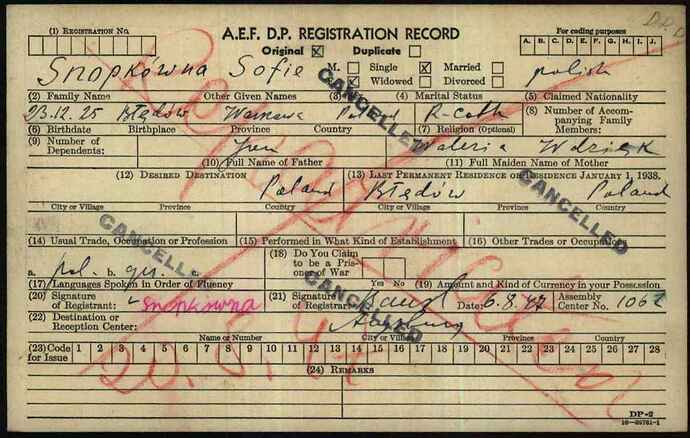 A.E.F. D.P. REGISTRATION RECORD
D.P.
(1) REGISTRATION NO.
Original ☒ Duplicate ☐
For coding purposes
A. B. C. D. E. F. G. H. I. J.
Snopkówna Sofie
M. ☐ Single ☒ Married ☐
F. ☒ Widowed ☐ Divorced ☐
polish
(2) Family Name Other Given Names (3) Sex (4) Marital Status (5) Claimed Nationality
23.12.25 Błędów Warszawa Poland R-cath
(6) Birthdate Birthplace Province Country (7) Religion (Optional)
(8) Number of Accompanying Family Members:
(9) Number of Dependents:
Jan
Waleria
(10) Full Name of Father (11) Full Maiden Name of Mother
(12) DESIRED DESTINATION (13) LAST PERMANENT RESIDENCE OR RESIDENCE JANUARY 1, 1938.
Poland Błędów Poland
City or Village Province Country City or Village Province Country
(14) Usual Trade, Occupation or Profession (15) Performed in What Kind of Establishment (16) Other Trades or Occupations
a. pol. b. c.
(18) Do You Claim to be a Prisoner of War
Yes No
(17) Languages Spoken in Order of Fluency (19) Amount and Kind of Currency in your Possession
(20) Signature of Registrant: Snopkowna
(21) Signature of Registrar: Date: 6.8.47 Assembly Center No. 1062
(22) Destination or Reception Center:
Name or Number City or Village Province Country
(23) Code for Issue 1 2 3 4 5 6 7 8 9 10 11 12 13 14 15 16 17 18 19 20 21 22 23 24 25 26 27 28
(24) REMARKS
DP-2
16-39781-1
CANCELLED
CANCELLED
CANCELLED
CANCELLED
CANCELLED